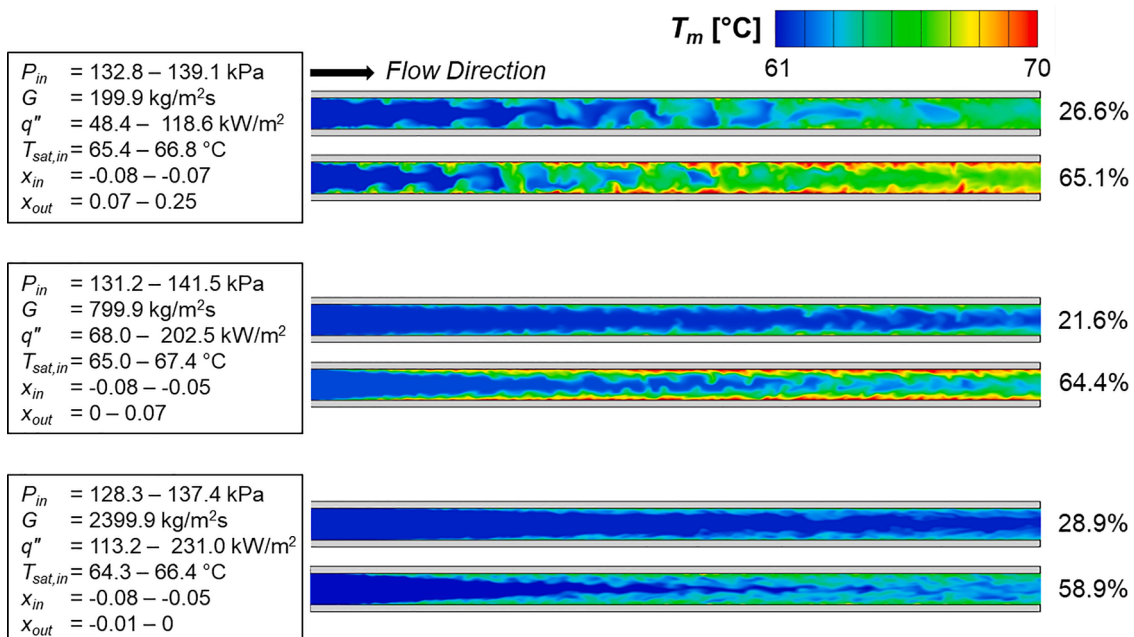 T_m [°C]
61 70
P_in = 132.8 – 139.1 kPa
G = 199.9 kg/m²s
q" = 48.4 – 118.6 kW/m²
T_sat,in = 65.4 – 66.8 °C
x_in = -0.08 – -0.07
x_out = 0.07 – 0.25
Flow Direction
26.6%
65.1%
P_in = 131.2 – 141.5 kPa
G = 799.9 kg/m²s
q" = 68.0 – 202.5 kW/m²
T_sat,in = 65.0 – 67.4 °C
x_in = -0.08 – -0.05
x_out = 0 – 0.07
21.6%
64.4%
P_in = 128.3 – 137.4 kPa
G = 2399.9 kg/m²s
q" = 113.2 – 231.0 kW/m²
T_sat,in = 64.3 – 66.4 °C
x_in = -0.08 – -0.05
x_out = -0.01 – 0
28.9%
58.9%